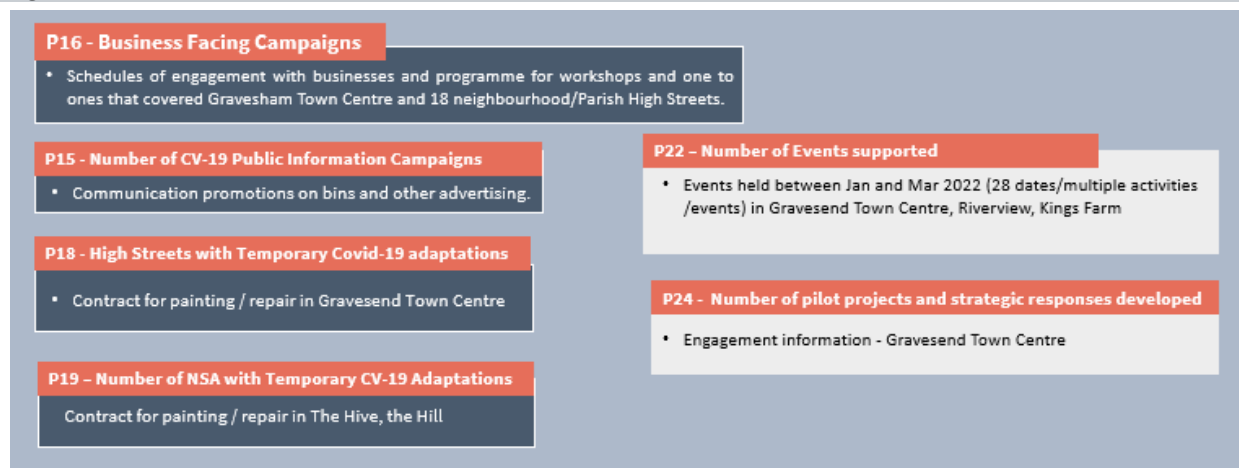 P16 - Business Facing Campaigns
• Schedules of engagement with businesses and programme for workshops and one to
ones that covered Gravesham Town Centre and 18 neighbourhood/Parish High Streets.
P15 - Number of CV-19 Public Information Campaigns
• Communication promotions on bins and other advertising.
P18 - High Streets with Temporary Covid-19 adaptations
• Contract for painting / repair in Gravesend Town Centre
P19 – Number of NSA with Temporary CV-19 Adaptations
Contract for painting / repair in The Hive, the Hill
P22 – Number of Events supported
• Events held between Jan and Mar 2022 (28 dates/multiple activities
/events) in Gravesend Town Centre, Riverview, Kings Farm
P24 - Number of pilot projects and strategic responses developed
• Engagement information - Gravesend Town Centre